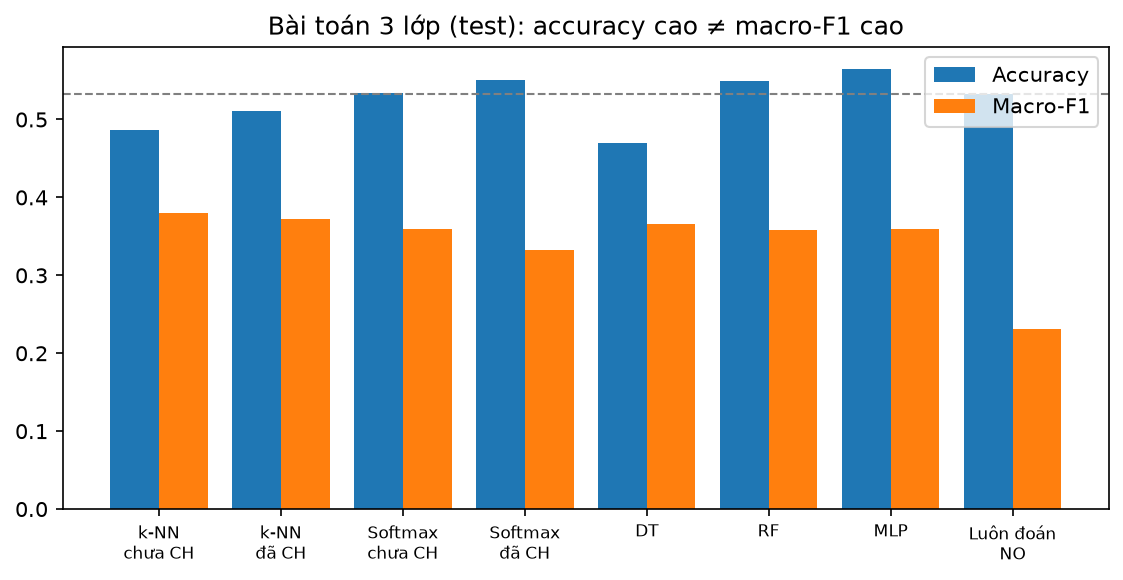 Bài toán 3 lớp (test): accuracy cao ≠ macro-F1 cao
Accuracy
Macro-F1
0.5
0.4
0.3
0.2
0.1
0.0
k-NN
chưa CH
k-NN
đã CH
Softmax
chưa CH
Softmax
đã CH
DT
RF
MLP
Luôn đoán
NO